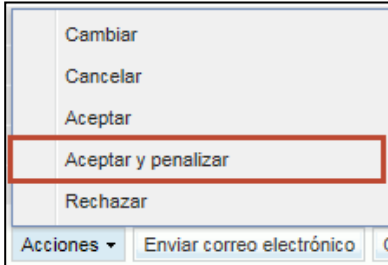 Cambiar
Cancelar
Aceptar
Aceptar y penalizar
Rechazar
Acciones Enviar correo electrónico